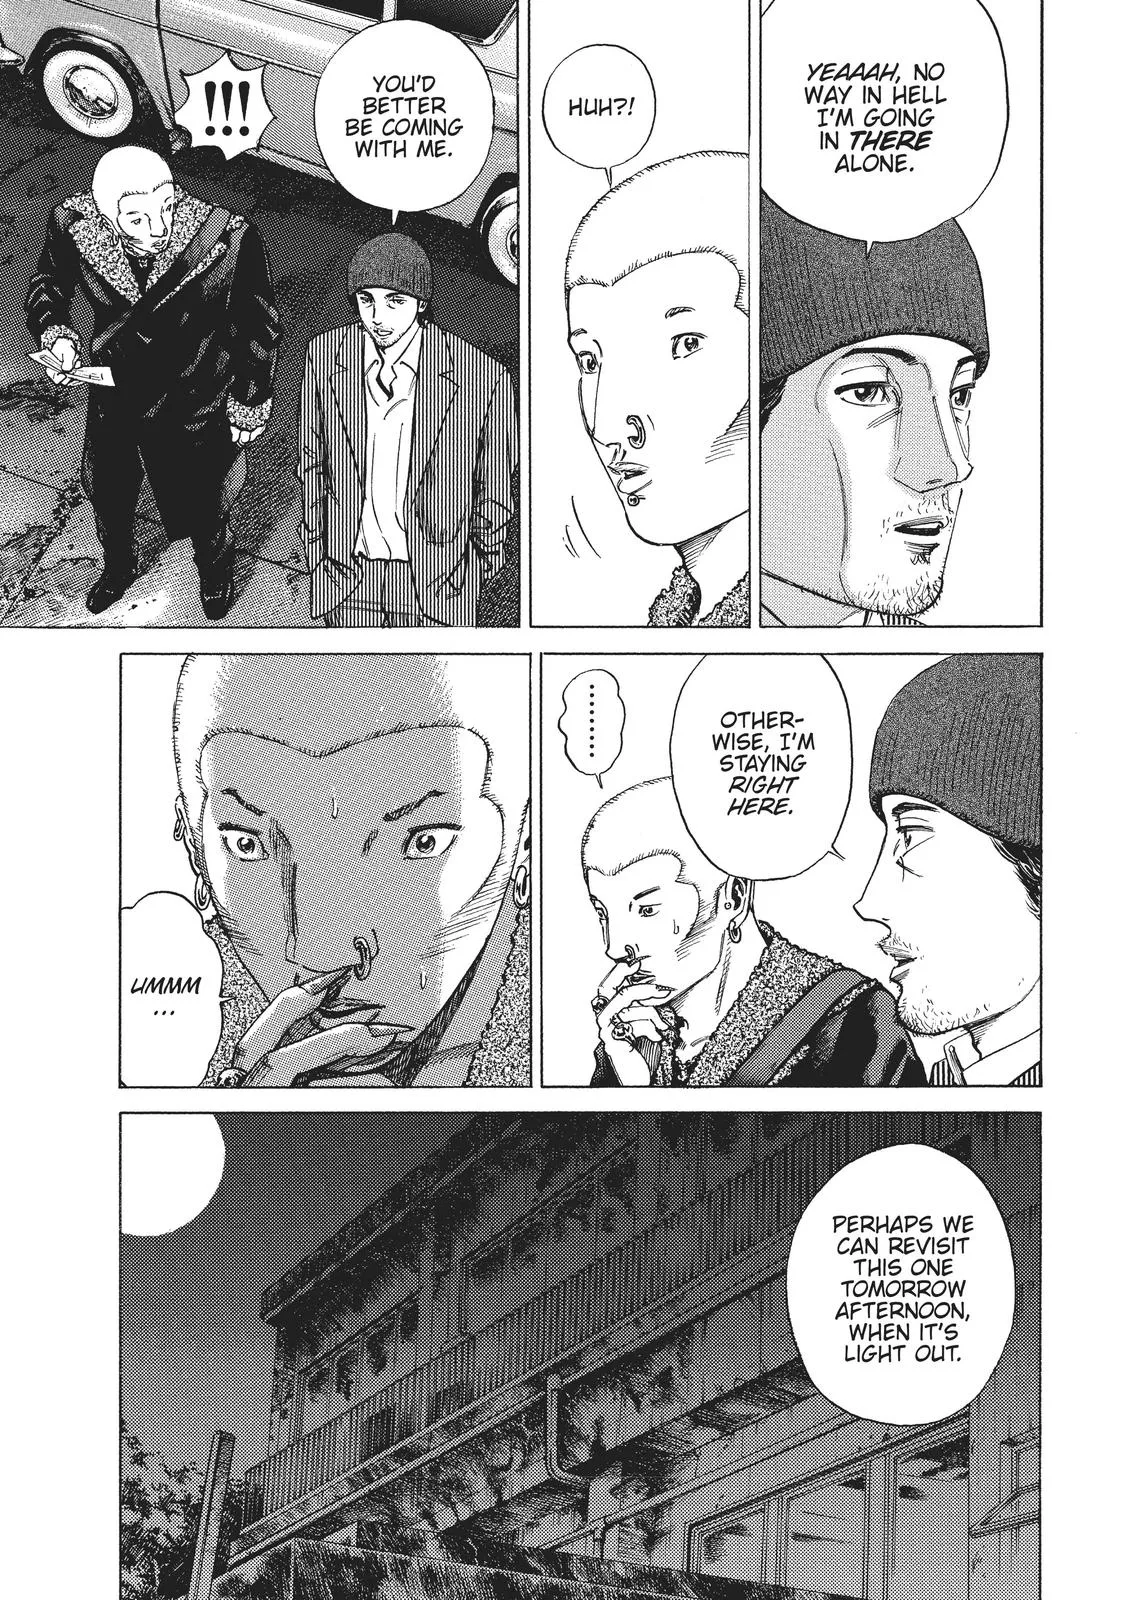 YEAAAH, NO
WAY IN HELL
I'M GOING
IN THERE
ALONE.
HUH?!
YOU'D
BETTER
BE COMING
WITH ME.
!!!
OTHER-
WISE, I'M
STAYING
RIGHT
HERE.
.........
UMMM
...
PERHAPS WE
CAN REVISIT
THIS ONE
TOMORROW
AFTERNOON,
WHEN IT'S
LIGHT OUT.